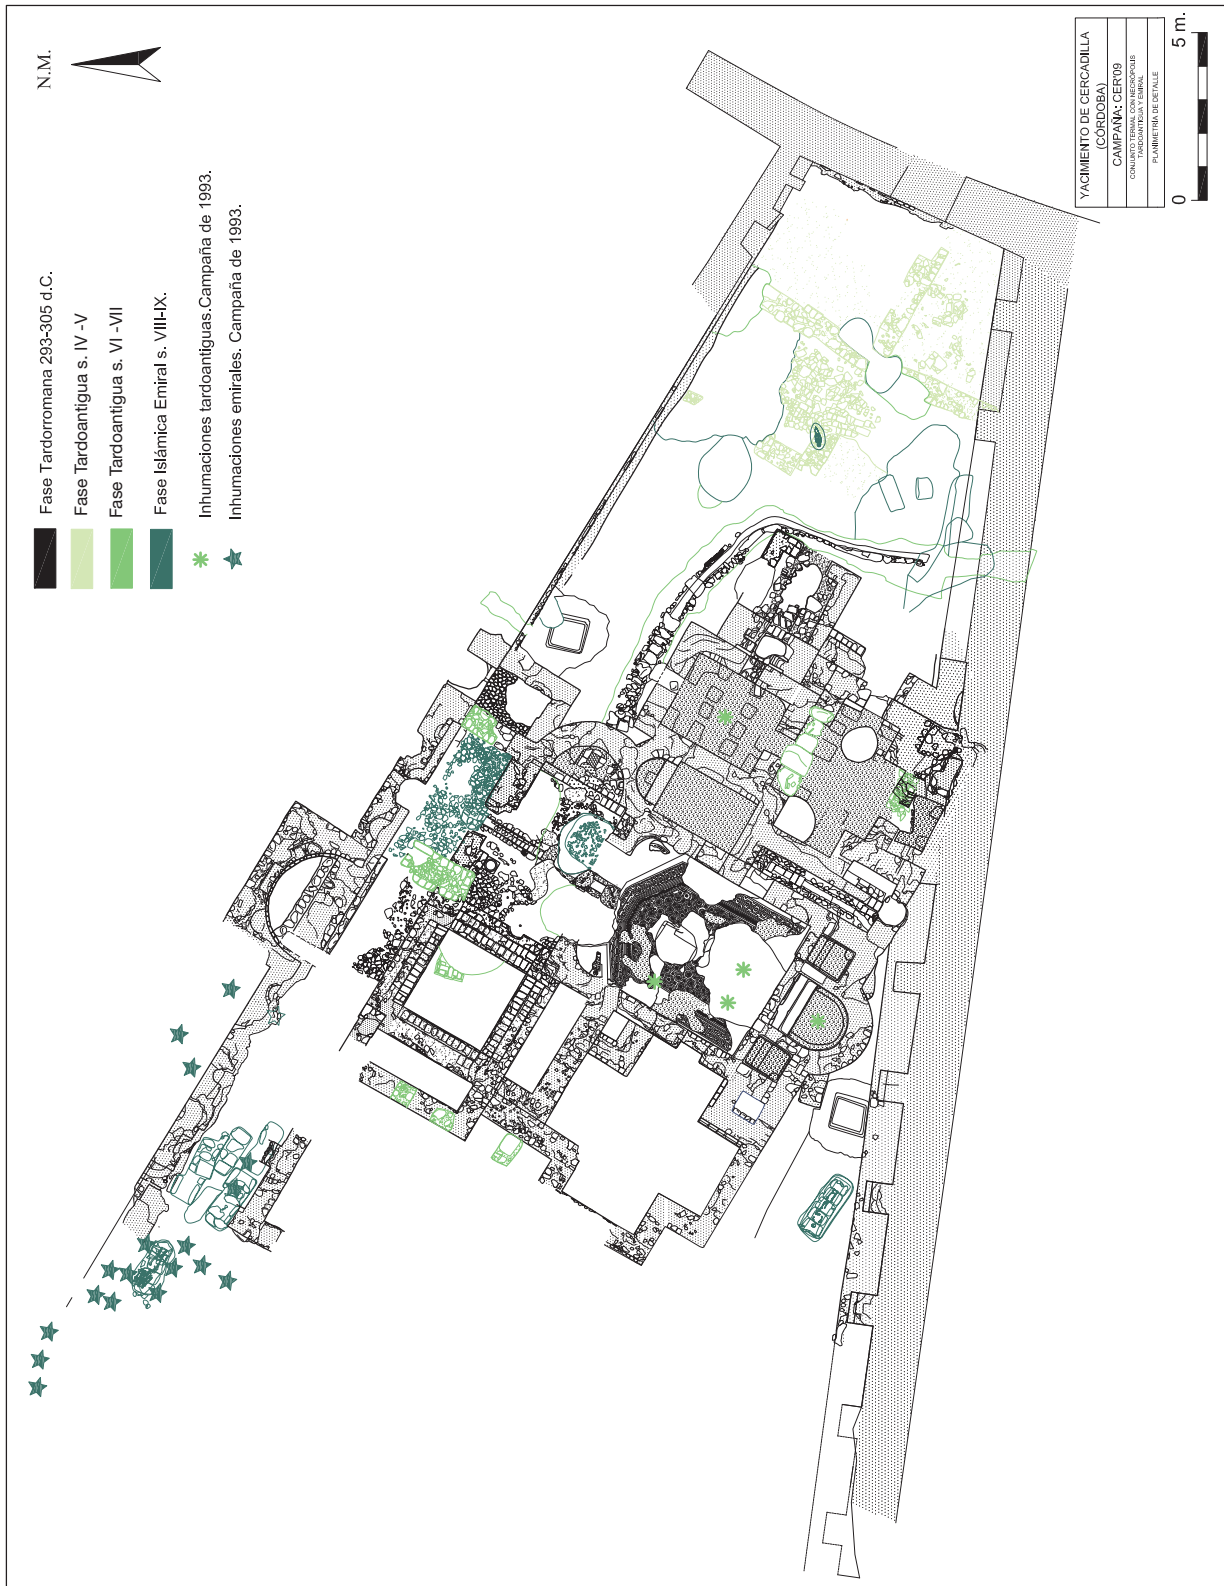 N.M.
Fase Tardorromana 293-305 d.C.
Fase Tardoantigua s. IV -V
Fase Tardoantigua s. VI -VII
Fase Islámica Emiral s. VIII-IX.
Inhumaciones tardoantiguas.Campaña de 1993.
Inhumaciones emirales. Campaña de 1993.
YACIMIENTO DE CERCADILLA
(CÓRDOBA)
CAMPAÑA: CER'09
CONJUNTO TERMAL CON NECRÓPOLIS
TARDOANTIGUA Y EMIRAL
PLANIMETRÍA DE DETALLE
0 5 m.